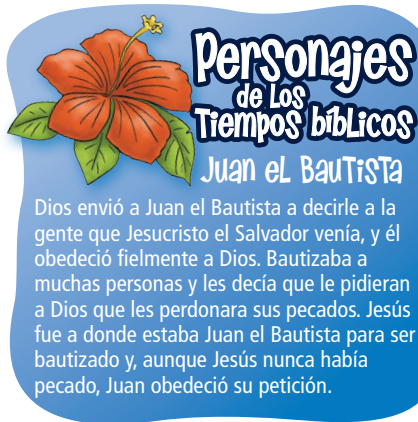 Personajes
de Los
Tiempos bíbLicos
Juan eL BauTisTa
Dios envió a Juan el Bautista a decirle a la
gente que Jesucristo el Salvador venía, y él
obedeció fielmente a Dios. Bautizaba a
muchas personas y les decía que le pidieran
a Dios que les perdonara sus pecados. Jesús
fue a donde estaba Juan el Bautista para ser
bautizado y, aunque Jesús nunca había
pecado, Juan obedeció su petición.